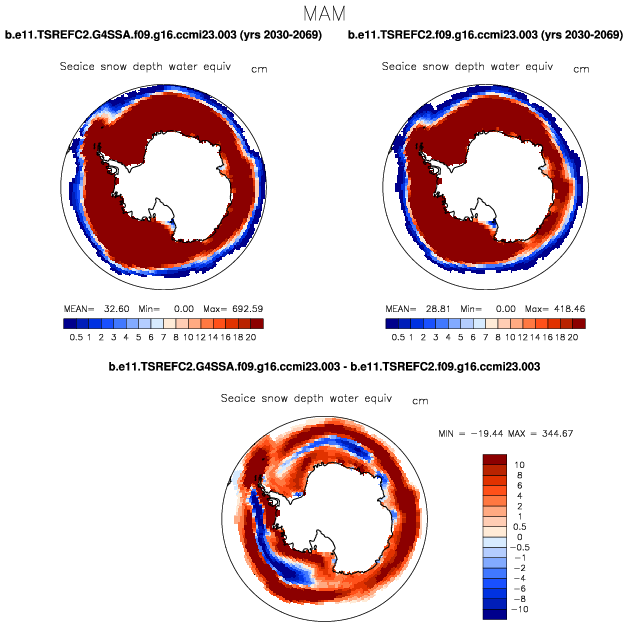 MAM
b.e11.TSREFC2.G4SSA.f09.g16.ccmi23.003 (yrs 2030-2069)
b.e11.TSREFC2.f09.g16.ccmi23.003 (yrs 2030-2069)
Seaice snow depth water equiv cm
Seaice snow depth water equiv cm
MEAN= 32.60 Min= 0.00 Max= 692.59
MEAN= 28.81 Min= 0.00 Max= 418.46
0.5 1 2 3 4 5 6 7 8 10 12 14 16 18 20
0.5 1 2 3 4 5 6 7 8 10 12 14 16 18 20
b.e11.TSREFC2.G4SSA.f09.g16.ccmi23.003 - b.e11.TSREFC2.f09.g16.ccmi23.003
Seaice snow depth water equiv cm
MIN = -19.44 MAX = 344.67
10
8
6
4
2
1
0.5
0
-0.5
-1
-2
-4
-6
-8
-10